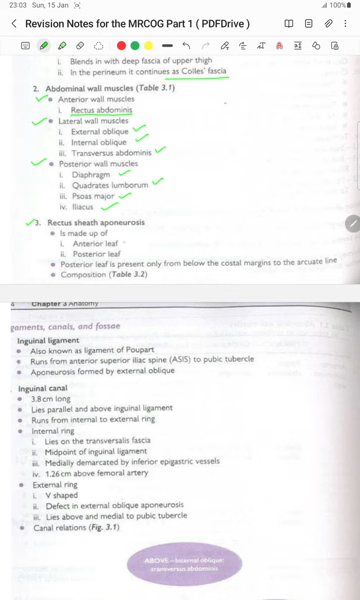 23:03 Sun, 15 Jan
100%
Revision Notes for the MRCOG Part 1 ( PDFDrive )
i. Blends in with deep fascia of upper thigh
ii. In the perineum it continues as Colles' fascia
2. Abdominal wall muscles (Table 3.1)
Anterior wall muscles
i. Rectus abdominis
Lateral wall muscles
i. External oblique
ii. Internal oblique
iii. Transversus abdominis
Posterior wall muscles
i. Diaphragm
ii. Quadrates lumborum
iii. Psoas major
iv. Iliacus
3. Rectus sheath aponeurosis
Is made up of
i. Anterior leaf
ii. Posterior leaf
Posterior leaf is present only from below the costal margins to the arcuate line
Composition (Table 3.2)
Chapter 3 Anatomy
gaments, canals, and fossae
Inguinal ligament
Also known as ligament of Poupart
Runs from anterior superior iliac spine (ASIS) to pubic tubercle
Aponeurosis formed by external oblique
Inguinal canal
3.8 cm long
Lies parallel and above inguinal ligament
Runs from internal to external ring
Internal ring
i. Lies on the transversalis fascia
ii. Midpoint of inguinal ligament
iii. Medially demarcated by inferior epigastric vessels
iv. 1.26 cm above femoral artery
External ring
i. V shaped
ii. Defect in external oblique aponeurosis
iii. Lies above and medial to pubic tubercle
Canal relations (Fig. 3.1)
ABOVE—Internal oblique;
transversus abdominis